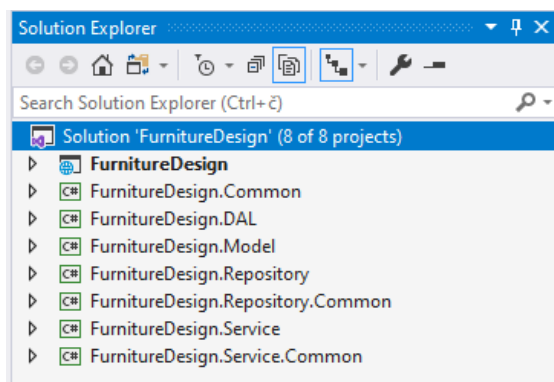 Solution Explorer
Search Solution Explorer (Ctrl+č)
Solution 'FurnitureDesign' (8 of 8 projects)
FurnitureDesign
C# FurnitureDesign.Common
C# FurnitureDesign.DAL
C# FurnitureDesign.Model
C# FurnitureDesign.Repository
C# FurnitureDesign.Repository.Common
C# FurnitureDesign.Service
C# FurnitureDesign.Service.Common